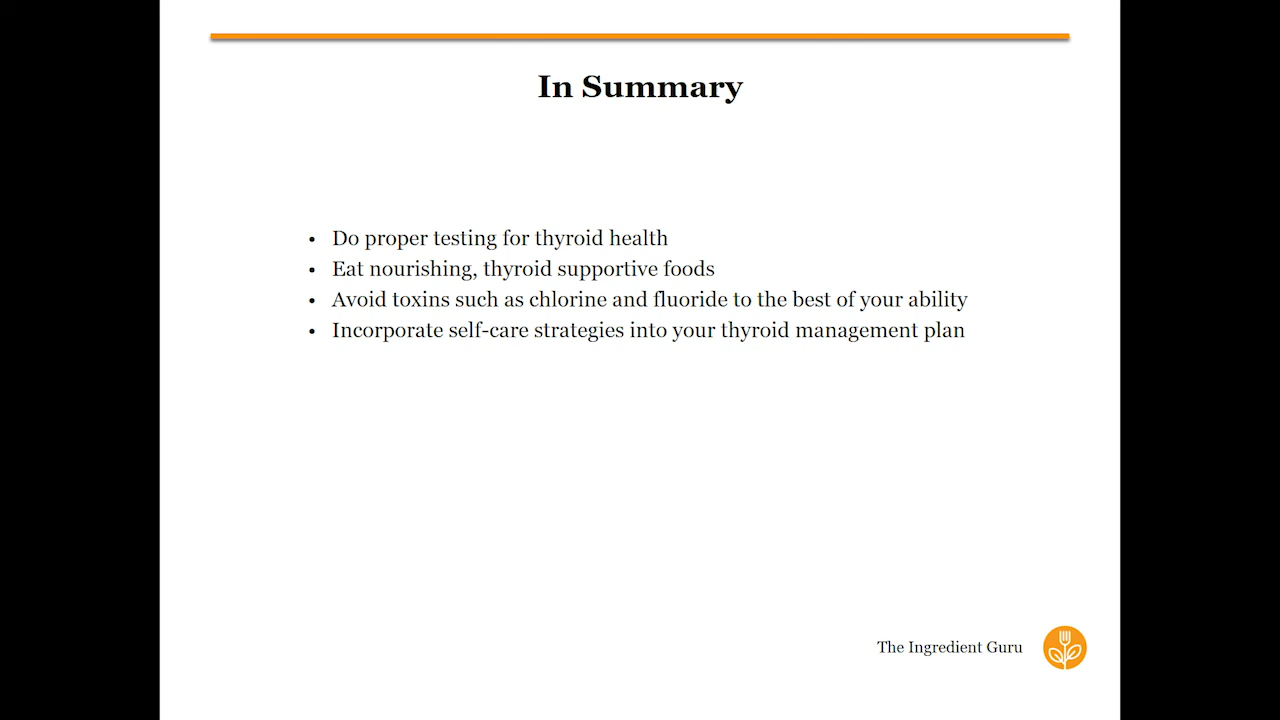 In Summary
• Do proper testing for thyroid health
• Eat nourishing, thyroid supportive foods
• Avoid toxins such as chlorine and fluoride to the best of your ability
• Incorporate self-care strategies into your thyroid management plan
The Ingredient Guru